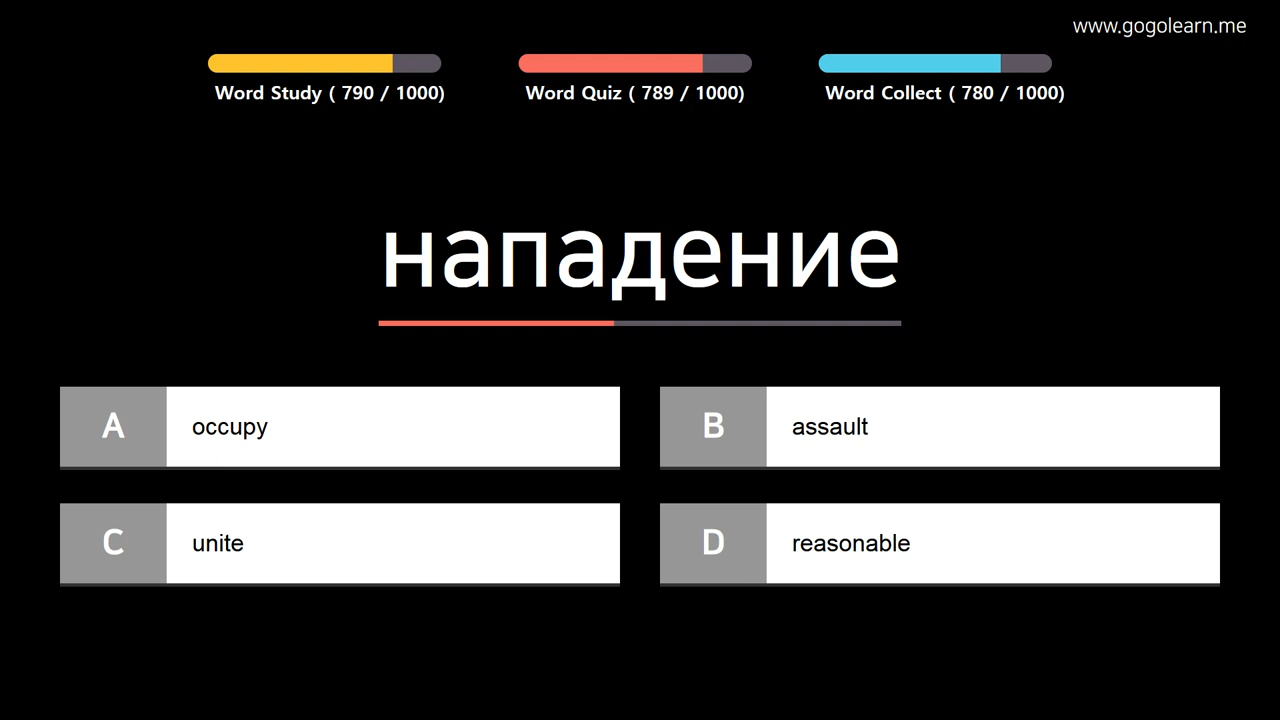 www.gogolearn.me
Word Study ( 790 / 1000)
Word Quiz ( 789 / 1000)
Word Collect ( 780 / 1000)
нападение
A
occupy
B
assault
C
unite
D
reasonable